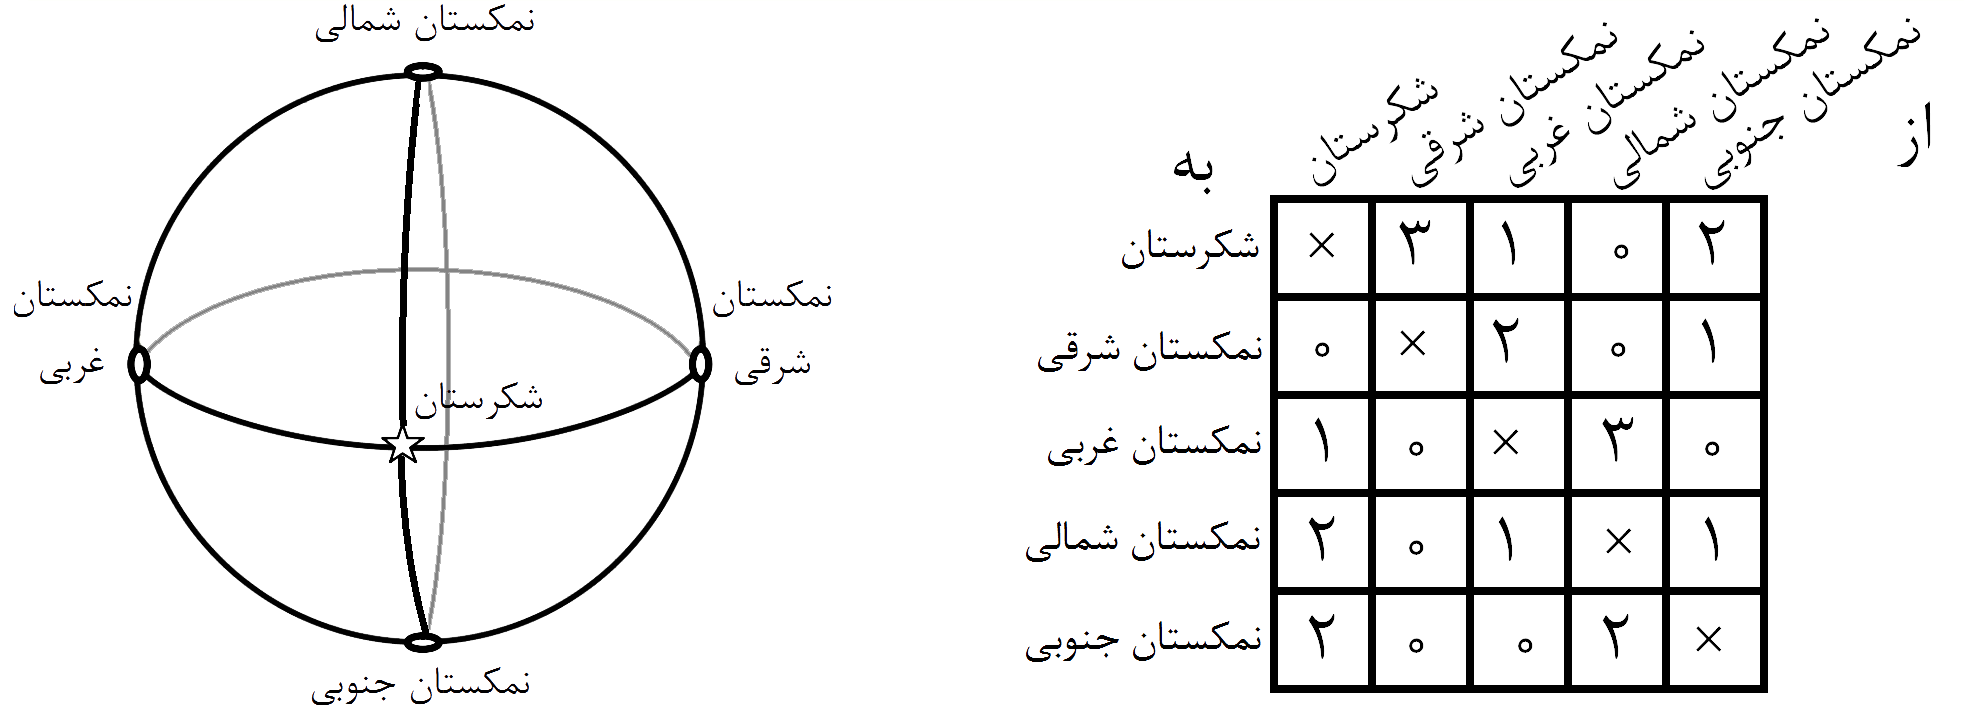 نمکستان شمالی
نمکستان
غربی
نمکستان
شرقی
شکرستان
نمکستان جنوبی
از
به
شکرستان
نمکستان شرقی
نمکستان غربی
نمکستان شمالی
نمکستان جنوبی
شکرستان × ۳ ۱ ۰ ۲
نمکستان شرقی ۰ × ۲ ۰ ۱
نمکستان غربی ۱ ۰ × ۳ ۰
نمکستان شمالی ۲ ۰ ۱ × ۱
نمکستان جنوبی ۲ ۰ ۰ ۲ ×